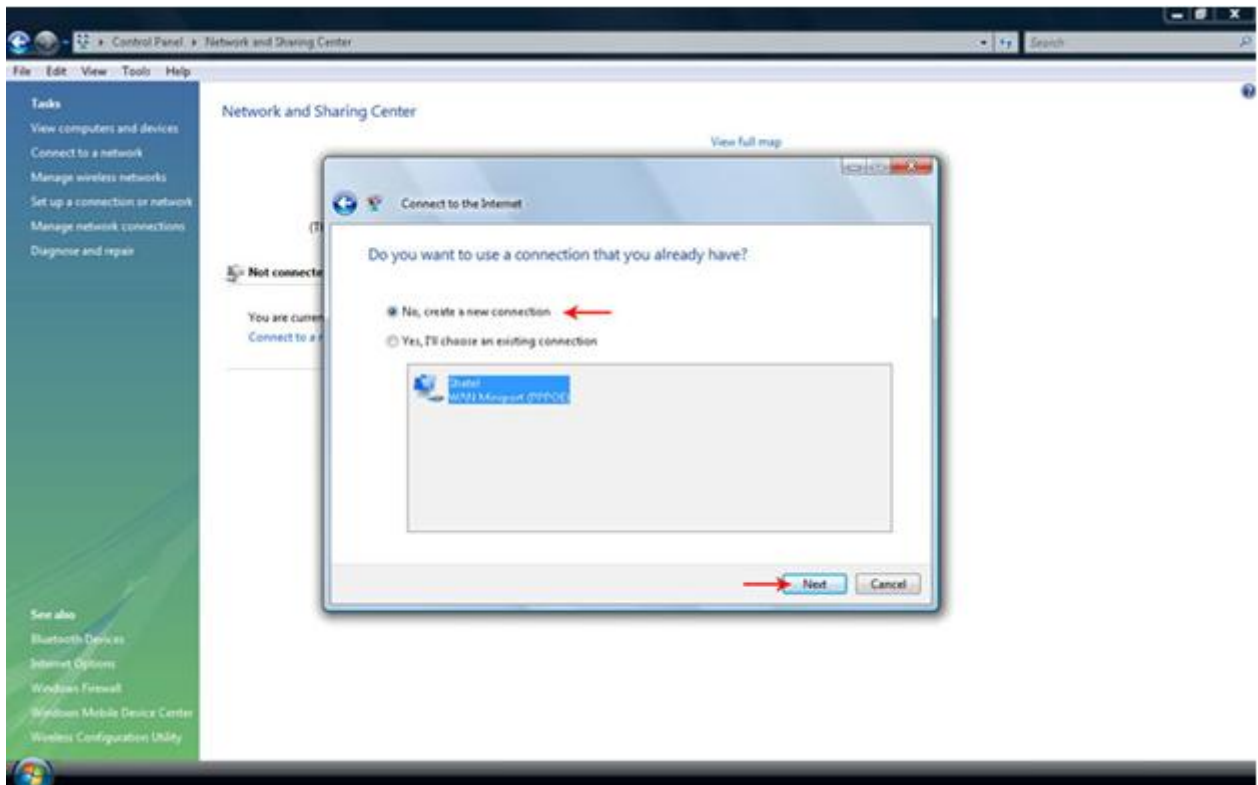 Control Panel
Network and Sharing Center
Search
File Edit View Tools Help
Tasks
View computers and devices
Connect to a network
Manage wireless networks
Set up a connection or network
Manage network connections
Diagnose and repair
See also
Bluetooth Devices
Internet Options
Windows Firewall
Windows Mobile Device Center
Wireless Configuration Utility
Network and Sharing Center
View full map
(T
Not connecte
You are curren
Connect to a
Connect to the Internet
Do you want to use a connection that you already have?
No, create a new connection
Yes, I'll choose an existing connection
Shatel
WAN Miniport (PPPOE)
Next Cancel